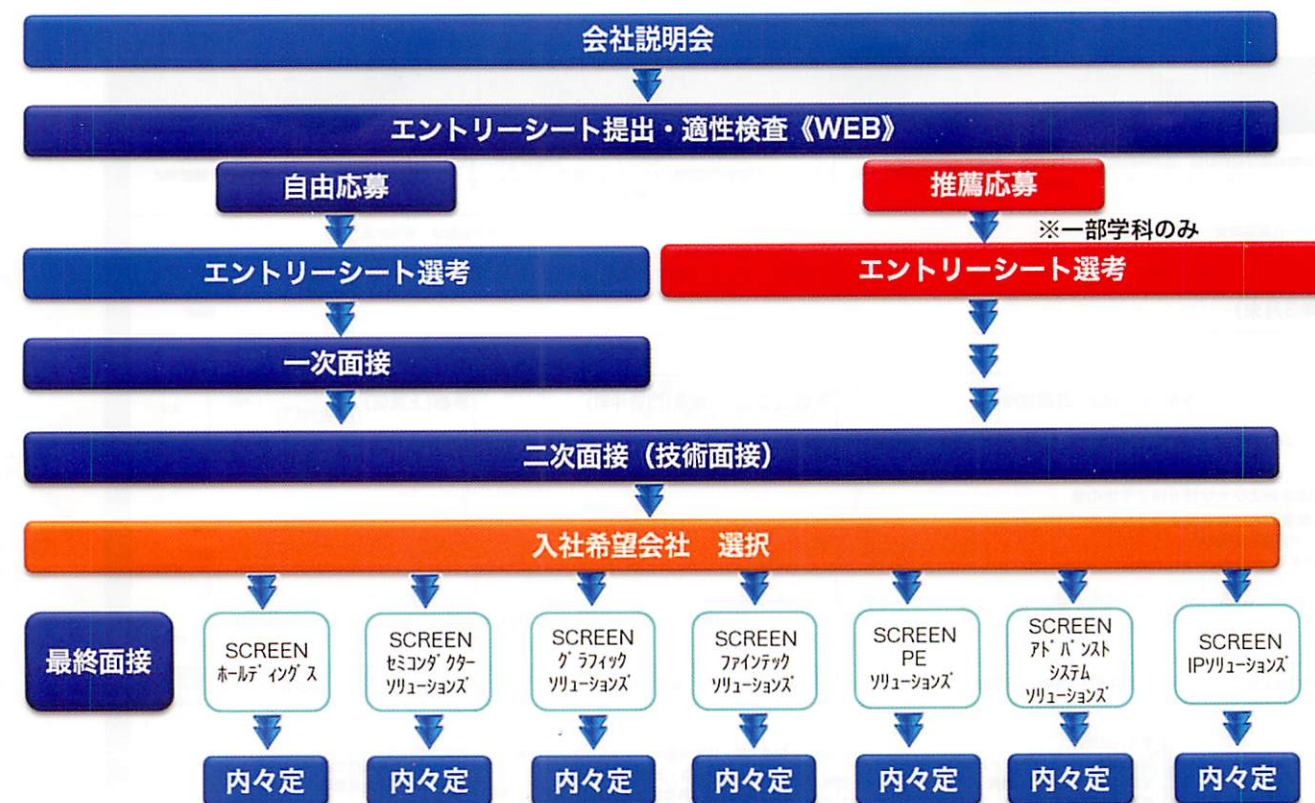 会社説明会
エントリーシート提出・適性検査《WEB》
自由応募
推薦応募
※一部学科のみ
エントリーシート選考
エントリーシート選考
一次面接
二次面接（技術面接）
入社希望会社　選択
最終面接
SCREEN
ﾎｰﾙﾃﾞｨﾝｸﾞｽ
SCREEN
ｾﾐｺﾝﾀﾞｸﾀｰ
ｿﾘｭｰｼｮﾝｽﾞ
SCREEN
ｸﾞﾗﾌｨｯｸ
ｿﾘｭｰｼｮﾝｽﾞ
SCREEN
ﾌｧｲﾝﾃｯｸ
ｿﾘｭｰｼｮﾝｽﾞ
SCREEN
PE
ｿﾘｭｰｼｮﾝｽﾞ
SCREEN
ｱﾄﾞﾊﾞﾝｽﾄ
ｼｽﾃﾑ
ｿﾘｭｰｼｮﾝｽﾞ
SCREEN
IPｿﾘｭｰｼｮﾝｽﾞ
内々定
内々定
内々定
内々定
内々定
内々定
内々定